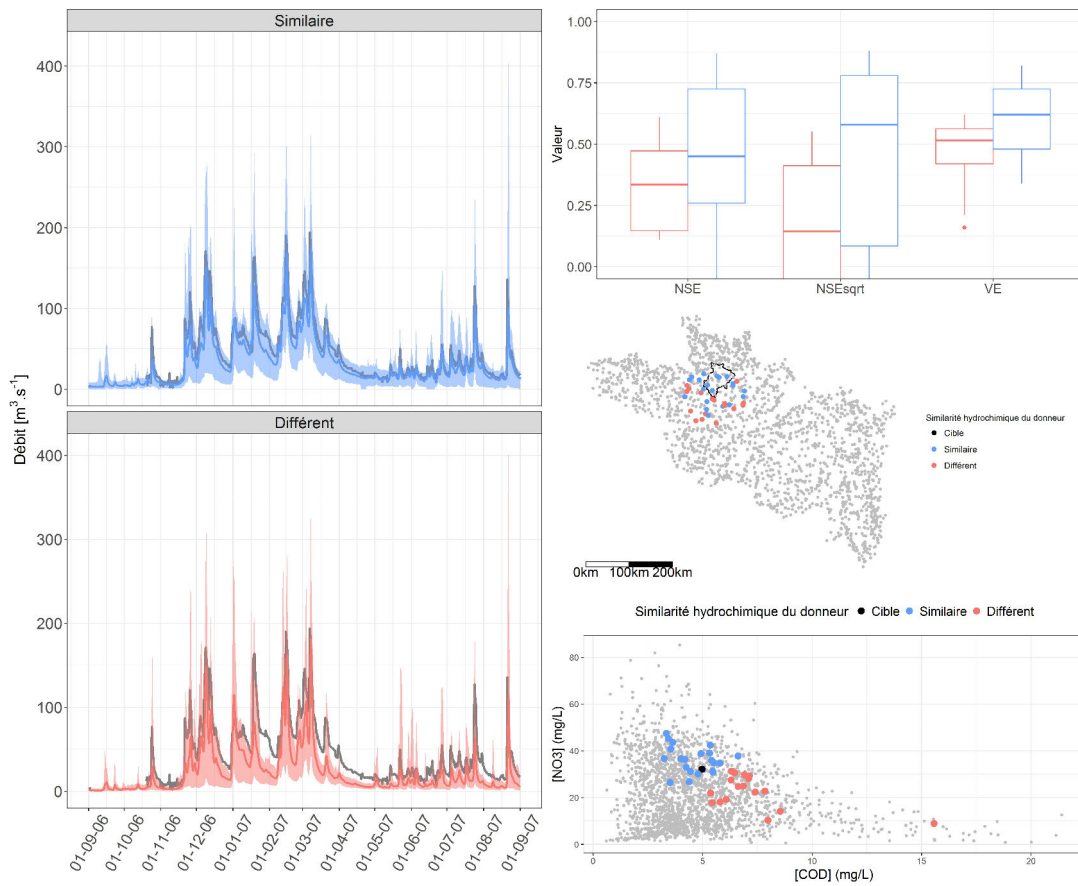 Similaire
Débit [m³.s⁻¹]
400
300
200
100
0
Différent
400
300
200
100
0
01-09-06
01-10-06
01-11-06
01-12-06
01-01-07
01-02-07
01-03-07
01-04-07
01-05-07
01-06-07
01-07-07
01-08-07
01-09-07
Valeur
1.00
0.75
0.50
0.25
0.00
NSE
NSEsqrt
VE
Similarité hydrochimique du donneur
Cible
Similaire
Différent
0km 100km 200km
Similarité hydrochimique du donneur Cible Similaire Différent
[NO3] (mg/L)
80
60
40
20
0
0 5 10 15 20
[COD] (mg/L)